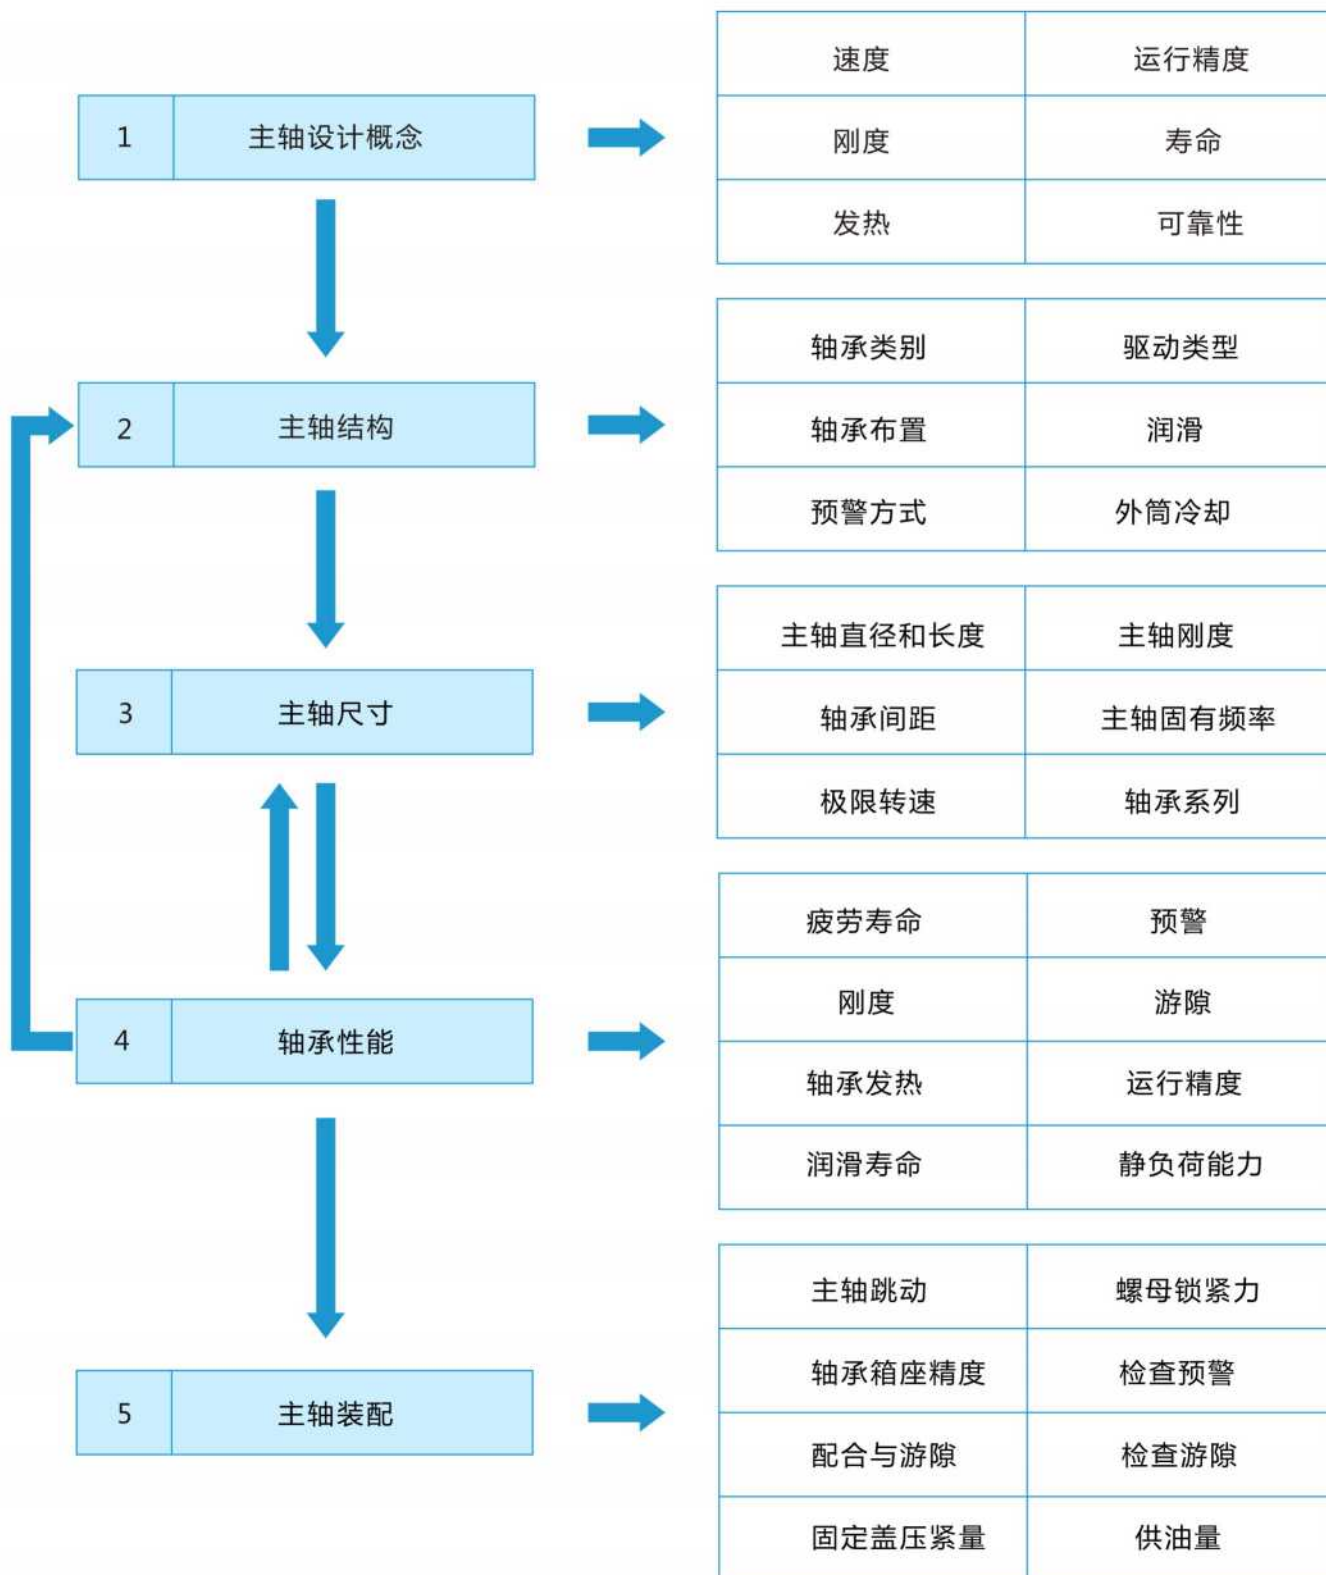 1 主轴设计概念
速度 运行精度
刚度 寿命
发热 可靠性
2 主轴结构
轴承类别 驱动类型
轴承布置 润滑
预警方式 外筒冷却
3 主轴尺寸
主轴直径和长度 主轴刚度
轴承间距 主轴固有频率
极限转速 轴承系列
4 轴承性能
疲劳寿命 预警
刚度 游隙
轴承发热 运行精度
润滑寿命 静负荷能力
5 主轴装配
主轴跳动 螺母锁紧力
轴承箱座精度 检查预警
配合与游隙 检查游隙
固定盖压紧量 供油量